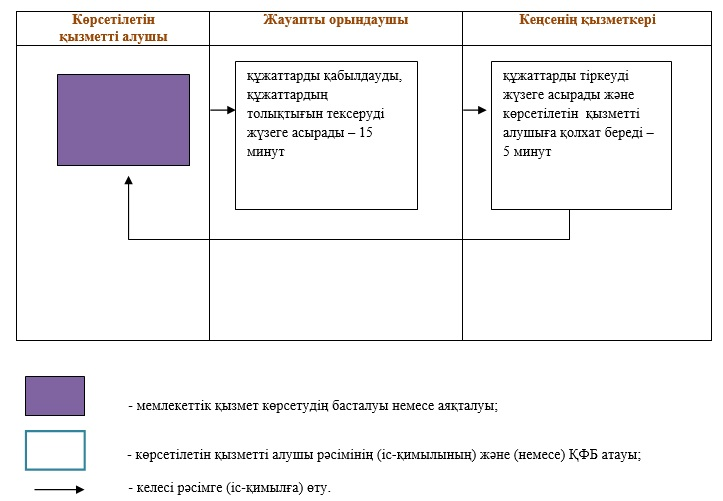 Көрсетілетін
қызметті алушы
Жауапты орындаушы
Кеңсенің қызметкері
құжаттарды қабылдауды,
құжаттардың
толықтығын тексеруді
жүзеге асырады – 15
минут
құжаттарды тіркеуді
жүзеге асырады және
көрсетілетін қызметті
алушыға қолхат береді –
5 минут
- мемлекеттік қызмет көрсетудің басталуы немесе аяқталуы;
- көрсетілетін қызметті алушы рәсімінің (іс-қимылының) және (немесе) ҚФБ атауы;
- келесі рәсімге (іс-қимылға) өту.